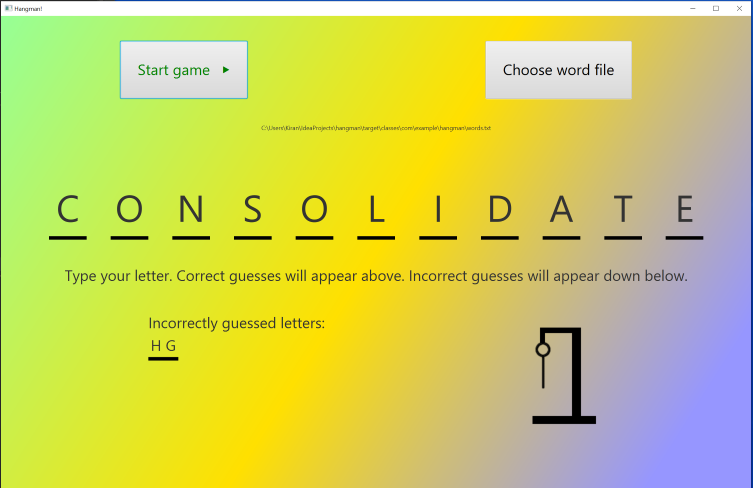 Hangman!
Start game
Choose word file
C:\Users\Kiran\IdeaProjects\hangman\target\classes\com\example\hangman\words.txt
C O N S O L I D A T E
Type your letter. Correct guesses will appear above. Incorrect guesses will appear down below.
Incorrectly guessed letters:
H G